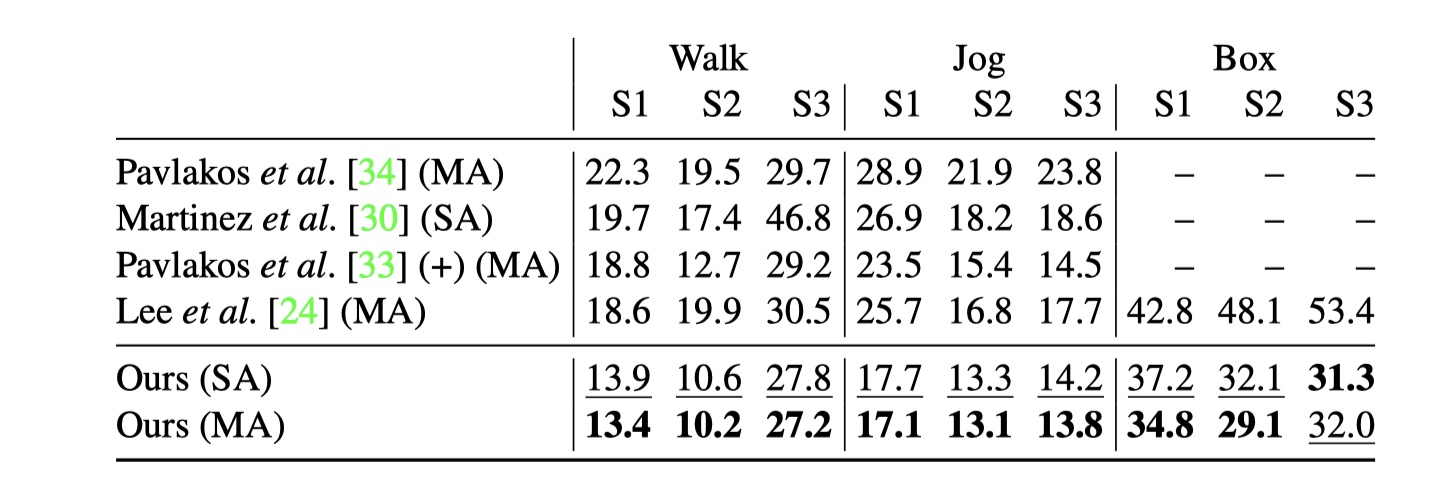 Walk Jog Box
S1 S2 S3 S1 S2 S3 S1 S2 S3
Pavlakos et al. [34] (MA) 22.3 19.5 29.7 28.9 21.9 23.8 – – –
Martinez et al. [30] (SA) 19.7 17.4 46.8 26.9 18.2 18.6 – – –
Pavlakos et al. [33] (+) (MA) 18.8 12.7 29.2 23.5 15.4 14.5 – – –
Lee et al. [24] (MA) 18.6 19.9 30.5 25.7 16.8 17.7 42.8 48.1 53.4
Ours (SA) 13.9 10.6 27.8 17.7 13.3 14.2 37.2 32.1 31.3
Ours (MA) 13.4 10.2 27.2 17.1 13.1 13.8 34.8 29.1 32.0